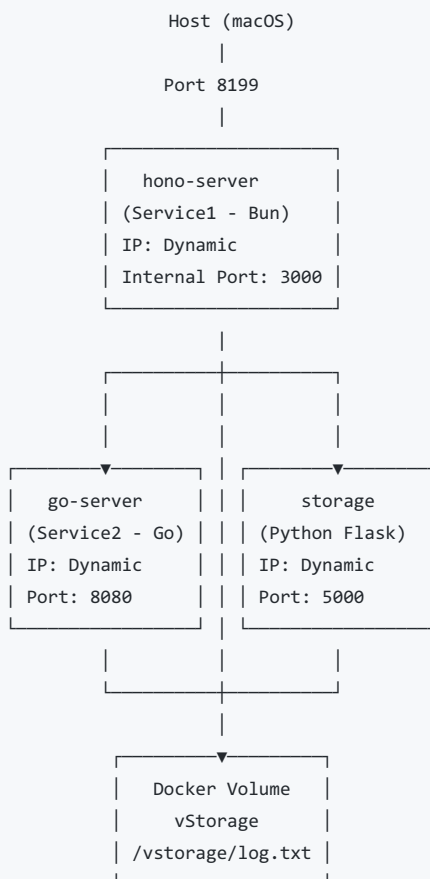 Host (macOS)
Port 8199
hono-server
(Service1 - Bun)
IP: Dynamic
Internal Port: 3000
go-server storage
(Service2 - Go) (Python Flask)
IP: Dynamic IP: Dynamic
Port: 8080 Port: 5000
Docker Volume
vStorage
/vstorage/log.txt